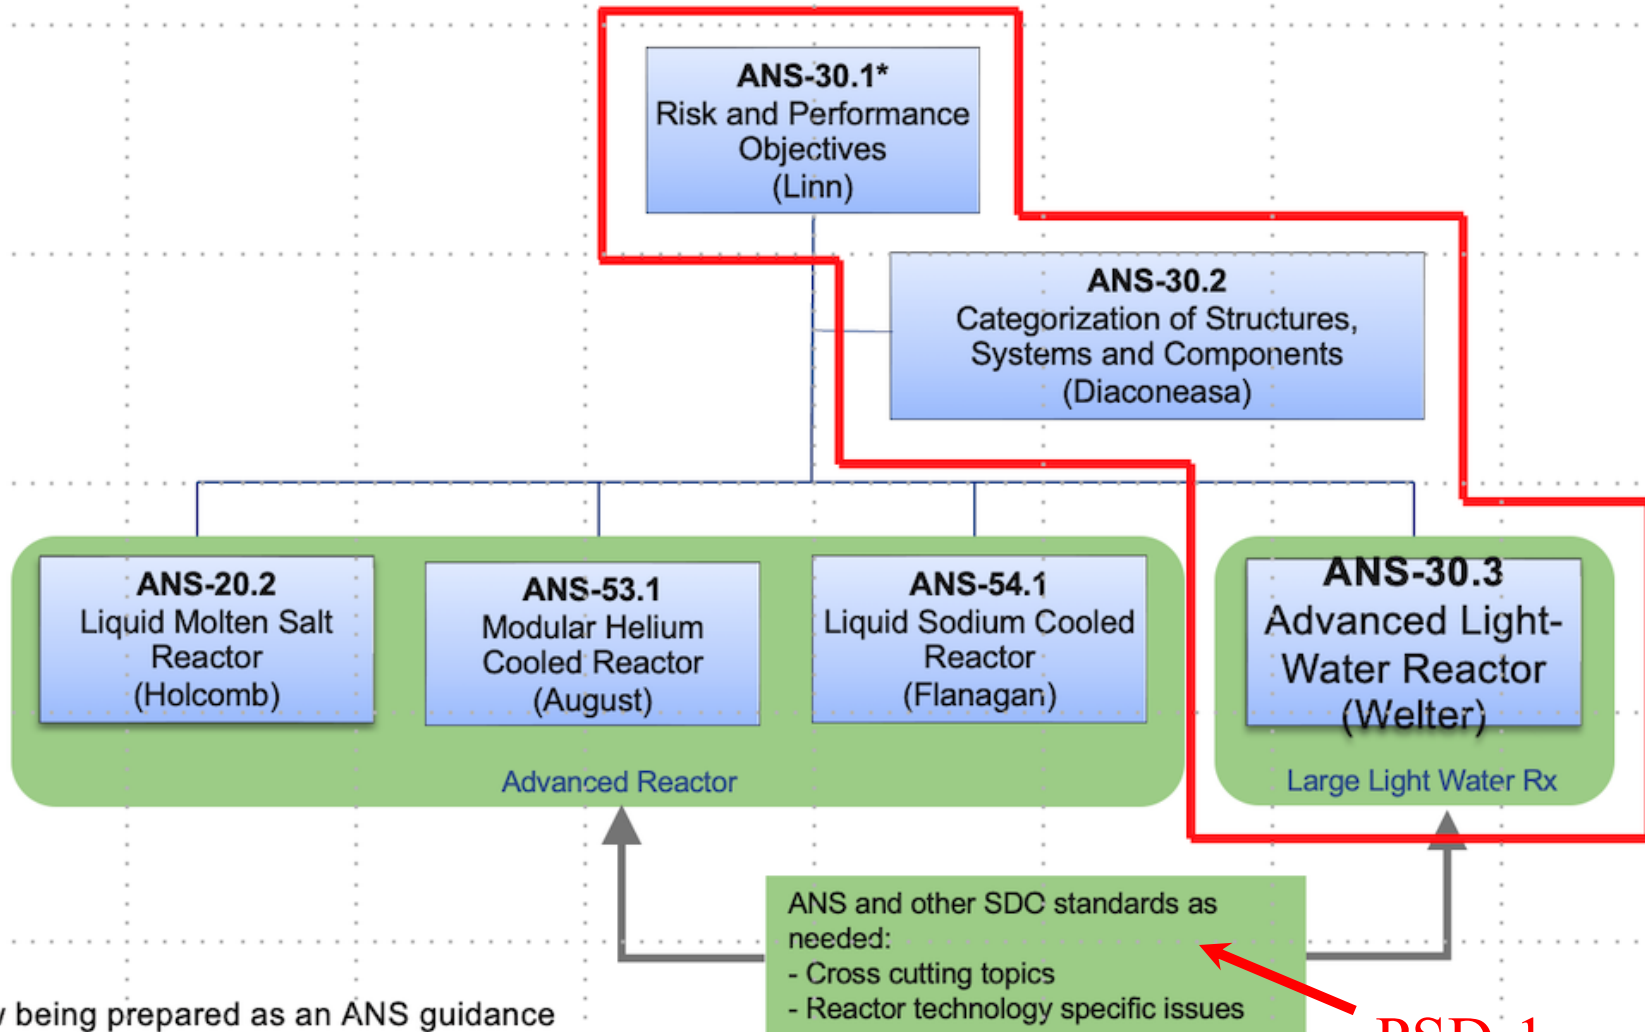 ANS-30.1*
Risk and Performance
Objectives
(Linn)
ANS-30.2
Categorization of Structures,
Systems and Components
(Diaconeasa)
ANS-20.2
Liquid Molten Salt
Reactor
(Holcomb)
ANS-53.1
Modular Helium
Cooled Reactor
(August)
ANS-54.1
Liquid Sodium Cooled
Reactor
(Flanagan)
ANS-30.3
Advanced Light-
Water Reactor
(Welter)
Advanced Reactor
Large Light Water Rx
ANS and other SDO standards as
needed:
- Cross cutting topics
- Reactor technology specific issues
being prepared as an ANS guidance